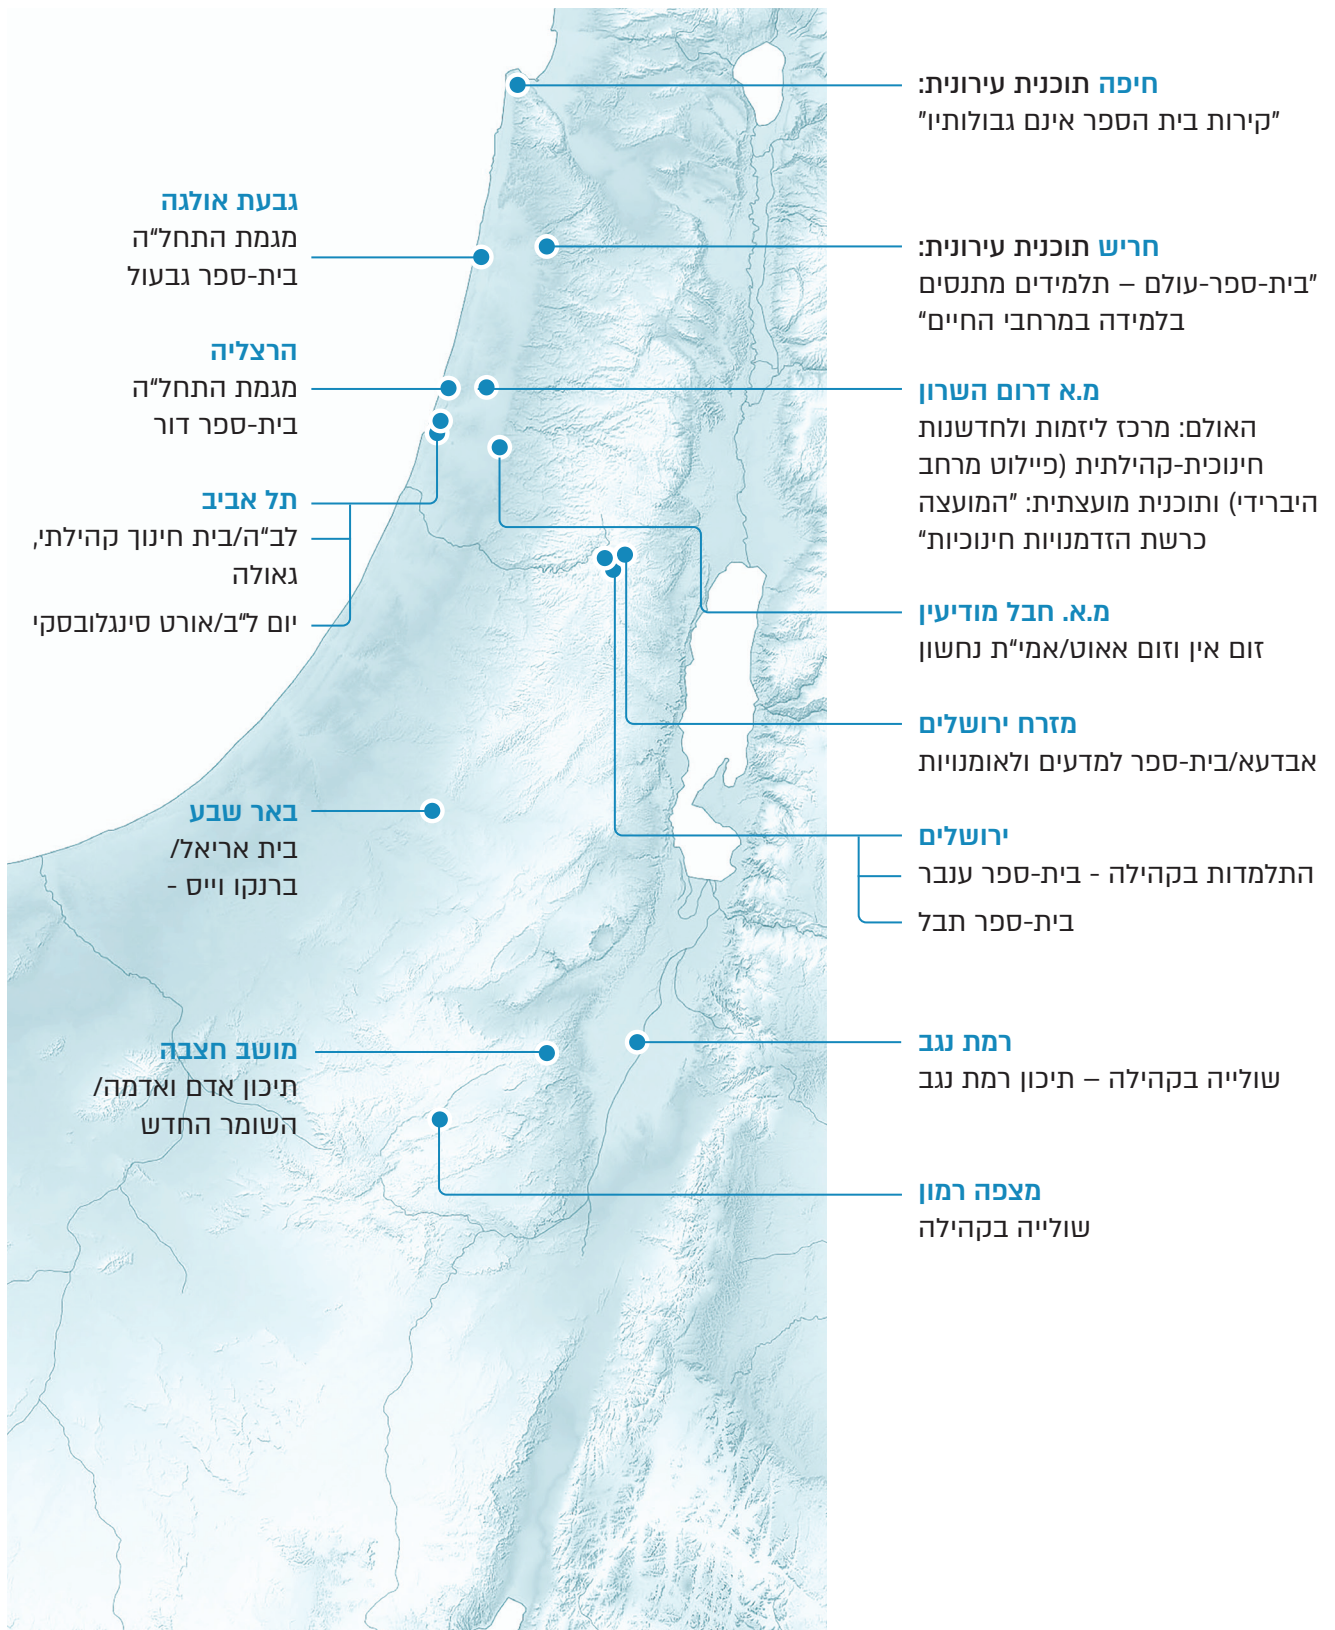 חיפה תוכנית עירונית:
"קירות בית הספר אינם גבולותיו"
חריש תוכנית עירונית:
"בית-ספר-עולם – תלמידים מתנסים
בלמידה במרחבי החיים"
מ.א דרום השרון
האולם: מרכז ליזמות ולחדשנות
חינוכית-קהילתית (פיילוט מרחב
היברידי) ותוכנית מועצתית: "המועצה
כרשת הזדמנויות חינוכיות"
מ.א. חבל מודיעין
זום אין וזום אאוט/אמי"ת נחשון
מזרח ירושלים
אבדעא/בית-ספר למדעים ולאומנויות
ירושלים
התלמדות בקהילה - בית-ספר ענבר
בית-ספר תבל
רמת נגב
שולייה בקהילה – תיכון רמת נגב
מצפה רמון
שולייה בקהילה
גבעת אולגה
מגמת התחל"ה
בית-ספר גבעול
הרצליה
מגמת התחל"ה
בית-ספר דור
תל אביב
לב"ה/בית חינוך קהילתי,
גאולה
יום ל"ב/אורט סינגלובסקי
באר שבע
בית אריאל/
ברנקו וייס -
מושב חצבה
תיכון אדם ואדמה/
השומר החדש